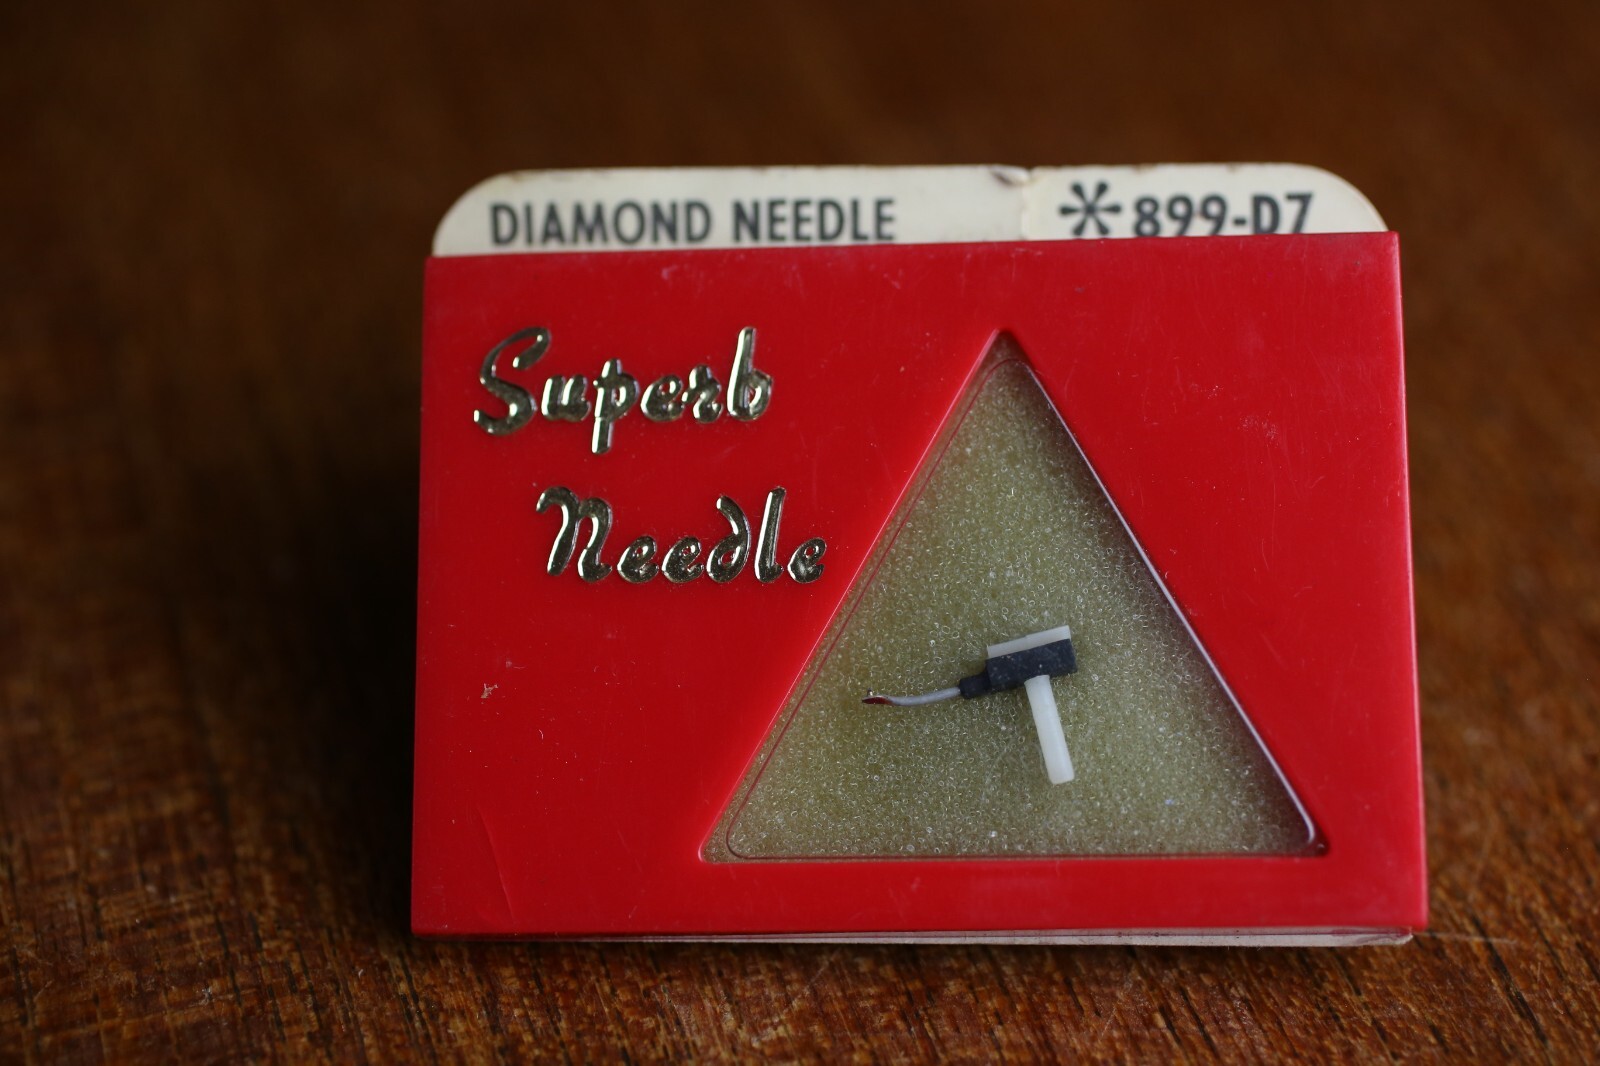 DIAMOND NEEDLE *899-D7
Superb
Needle